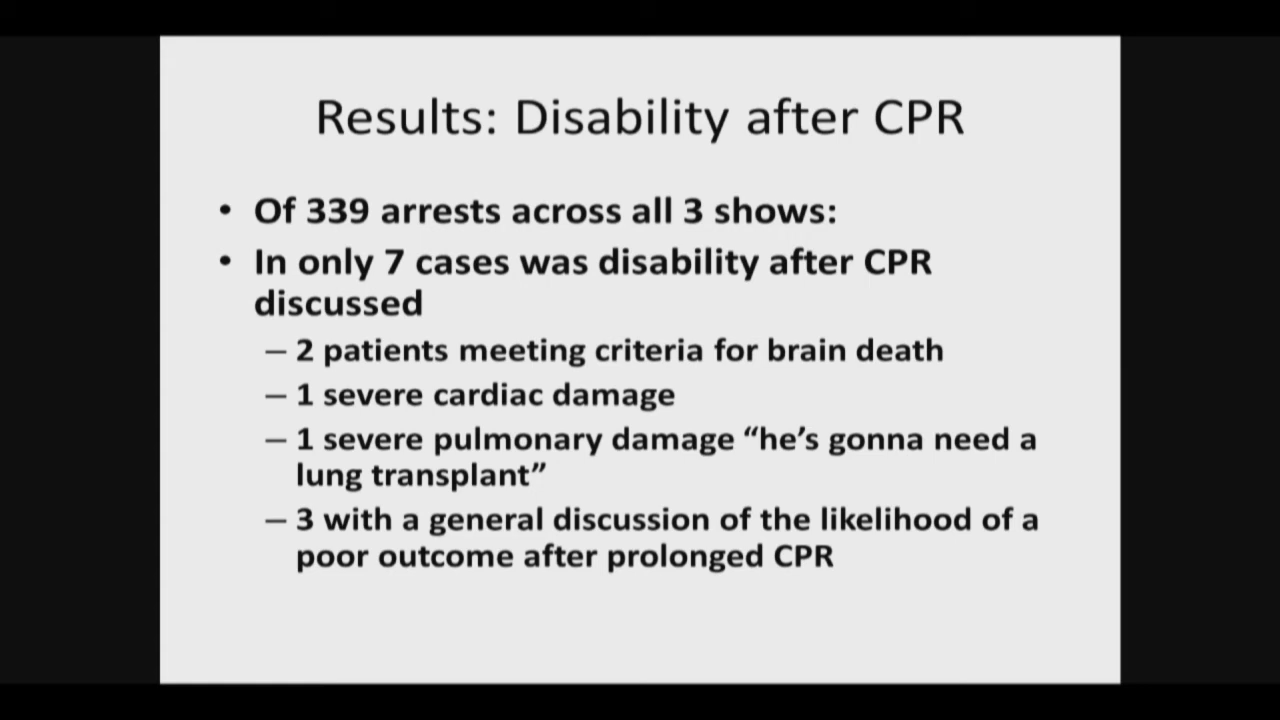 Results: Disability after CPR
• Of 339 arrests across all 3 shows:
• In only 7 cases was disability after CPR
discussed
– 2 patients meeting criteria for brain death
– 1 severe cardiac damage
– 1 severe pulmonary damage “he’s gonna need a
lung transplant”
– 3 with a general discussion of the likelihood of a
poor outcome after prolonged CPR